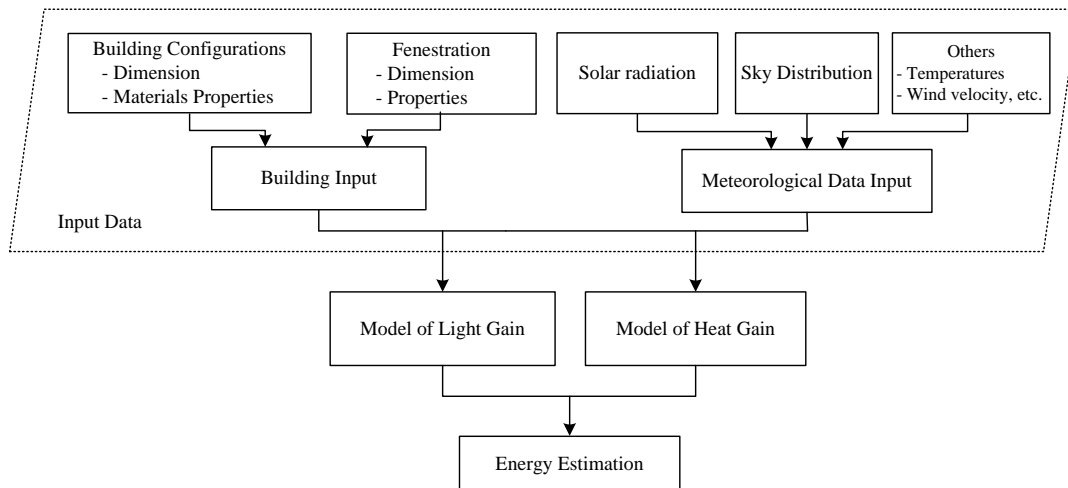 Building Configurations
- Dimension
- Materials Properties
Fenestration
- Dimension
- Properties
Solar radiation
Sky Distribution
Others
- Temperatures
- Wind velocity, etc.
Building Input
Meteorological Data Input
Input Data
Model of Light Gain
Model of Heat Gain
Energy Estimation